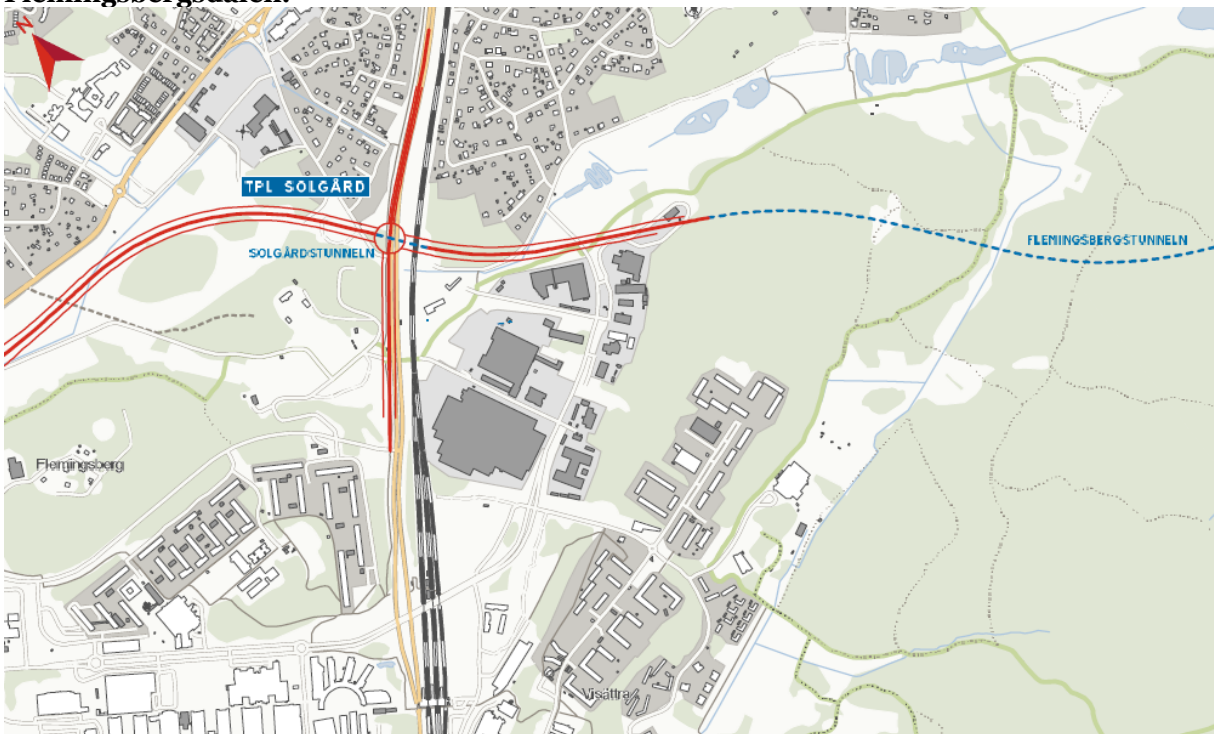 Flemingsbergsdalen.
N
TPL SOLGÅRD
SOLGÅRDSTUNNELN
FLEMINGSBERGSTUNNELN
Flemingsberg
Visättra